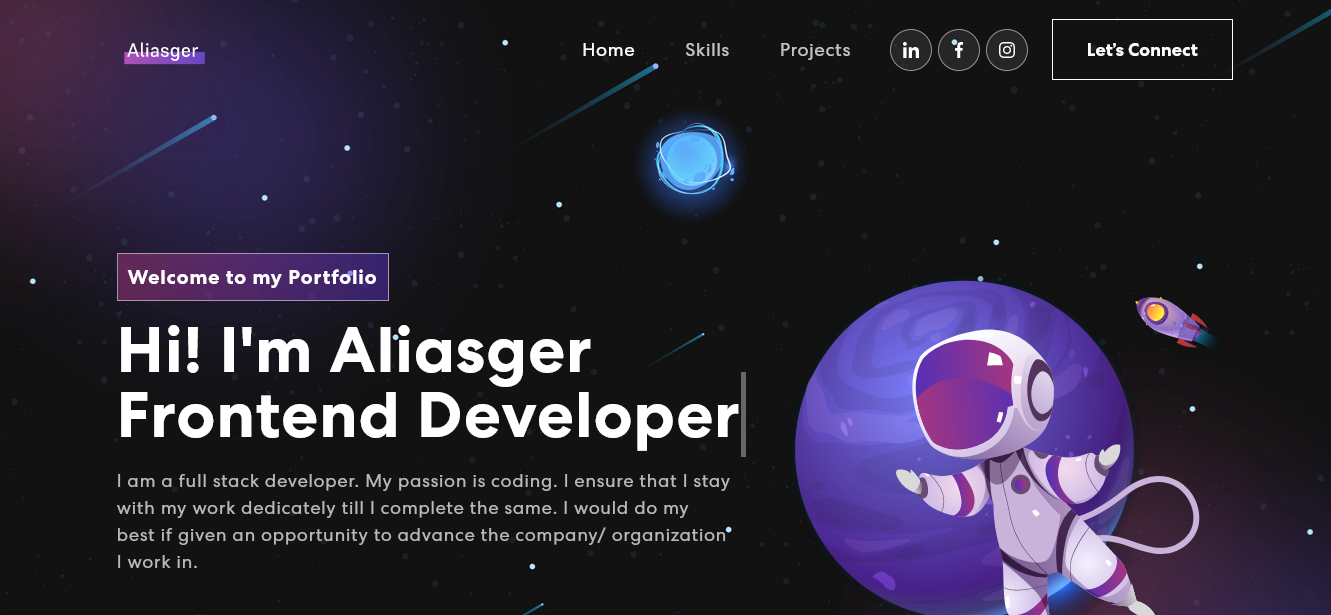 Aliasger
Home Skills Projects Let's Connect
Welcome to my Portfolio
Hi! I'm Aliasger
Frontend Developer
I am a full stack developer. My passion is coding. I ensure that I stay
with my work dedicately till I complete the same. I would do my
best if given an opportunity to advance the company/ organization
I work in.